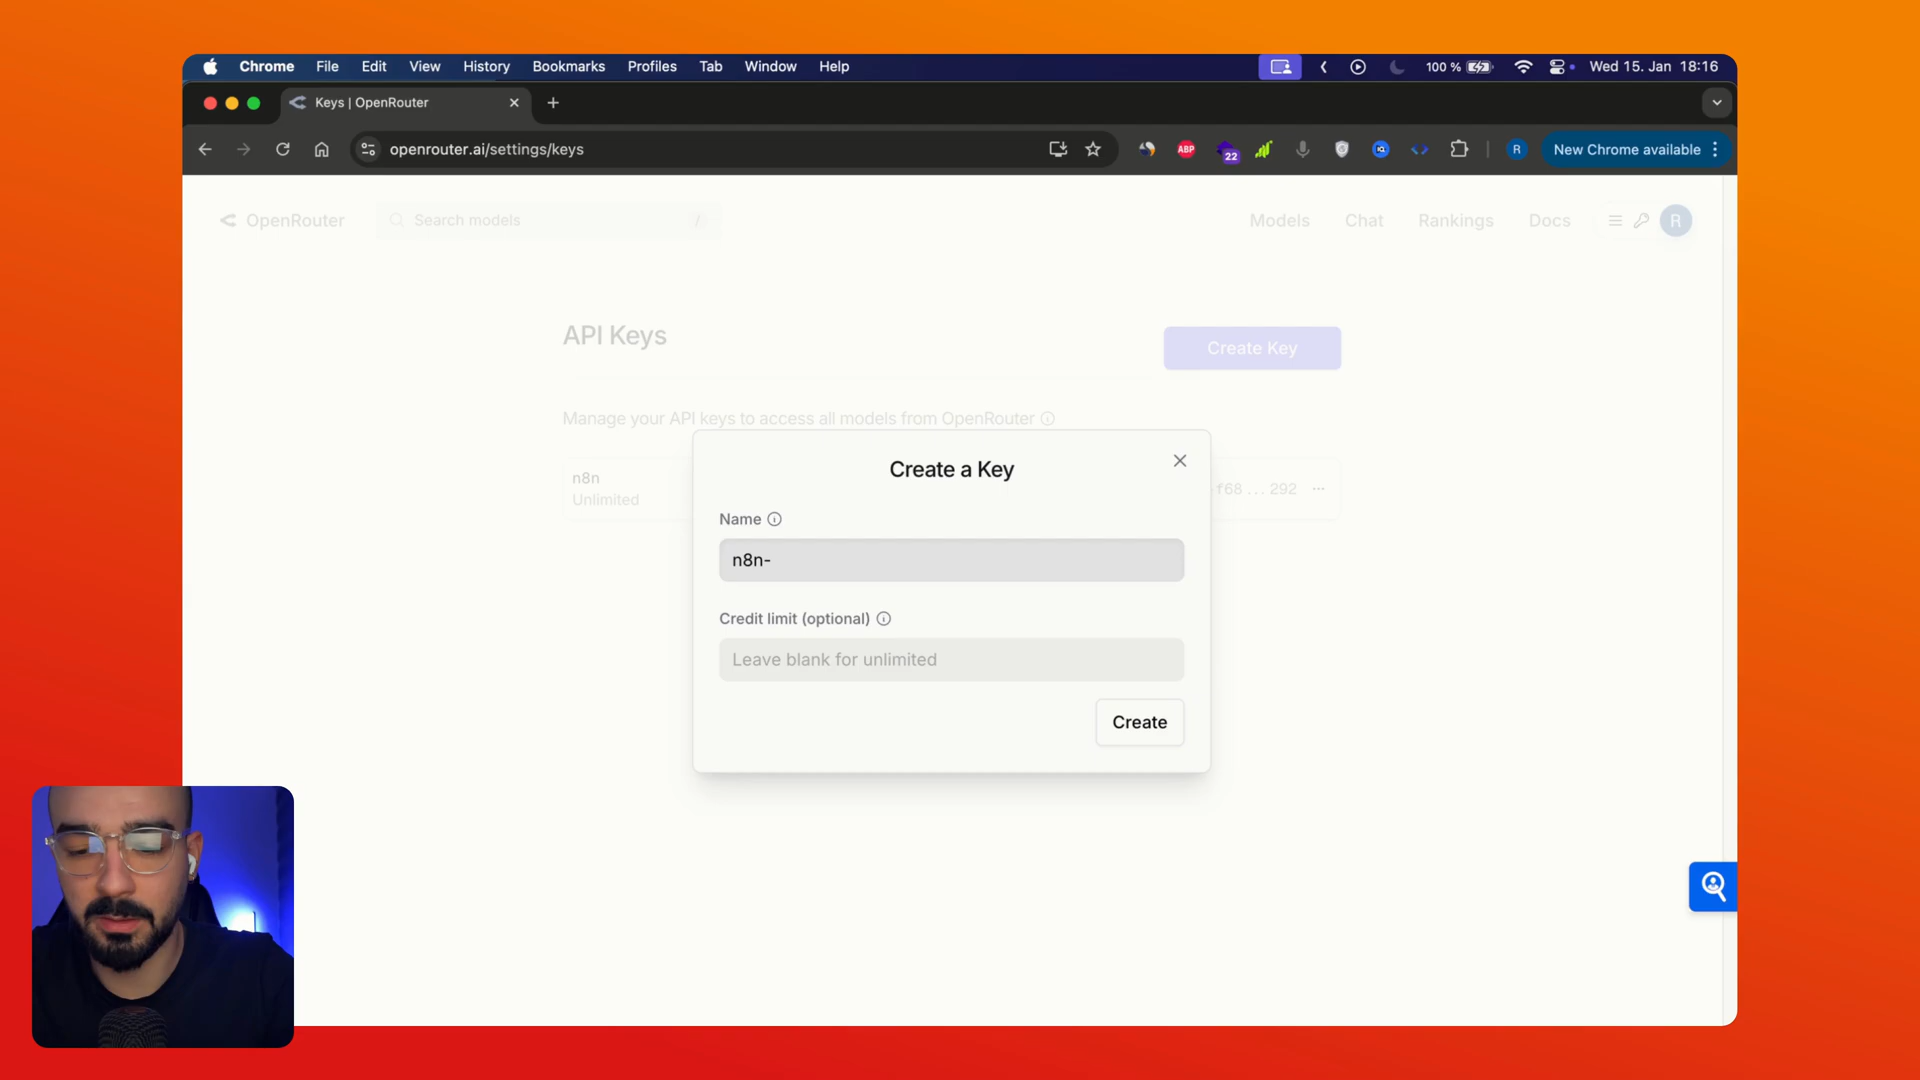 Chrome File Edit View History Bookmarks Profiles Tab Window Help 100 % Wed 15. Jan 18:16
Keys | OpenRouter
openrouter.ai/settings/keys ABP 22 R New Chrome available
OpenRouter Search models / Models Chat Rankings Docs R
API Keys Create Key
Manage your API keys to access all models from OpenRouter
n8n
Unlimited
f68 ... 292 ...
Create a Key
Name
n8n-
Credit limit (optional)
Leave blank for unlimited
Create